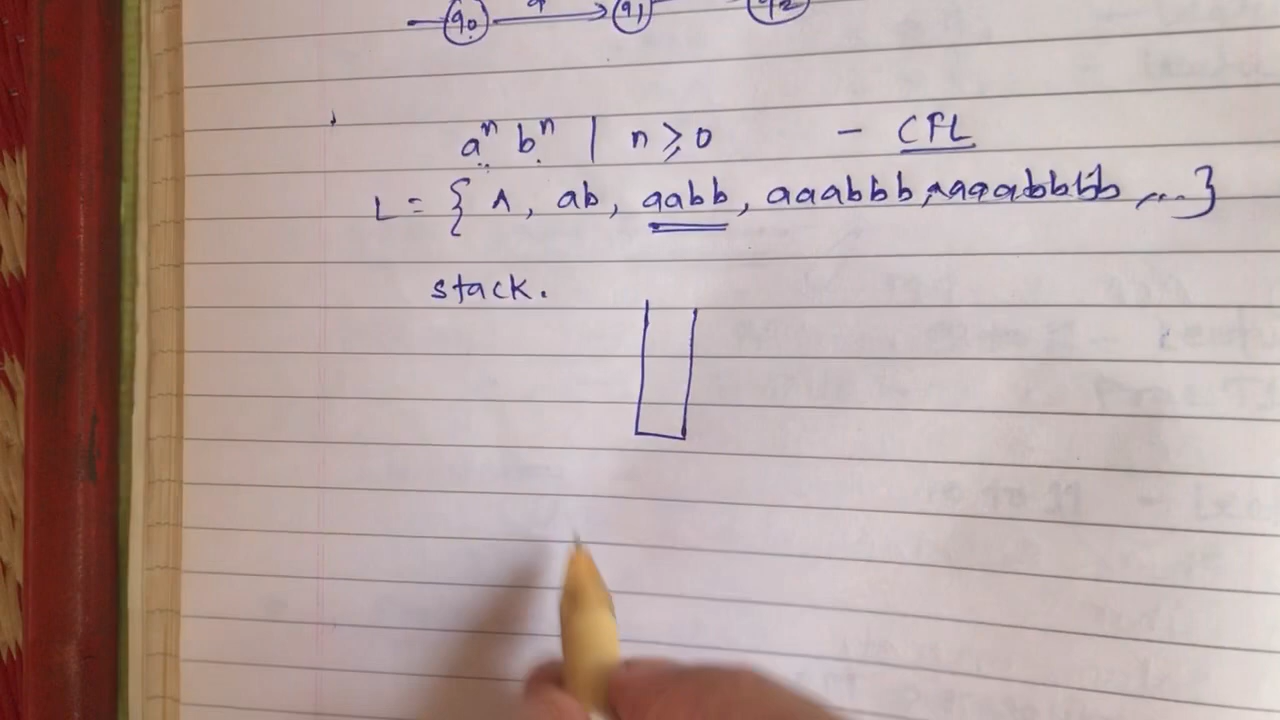 q0 q1 q2
aⁿ bⁿ | n ≥ 0 - CFL
L = { ∧, ab, aabb, aaabbb, aaaabbbb, ... }
stack.